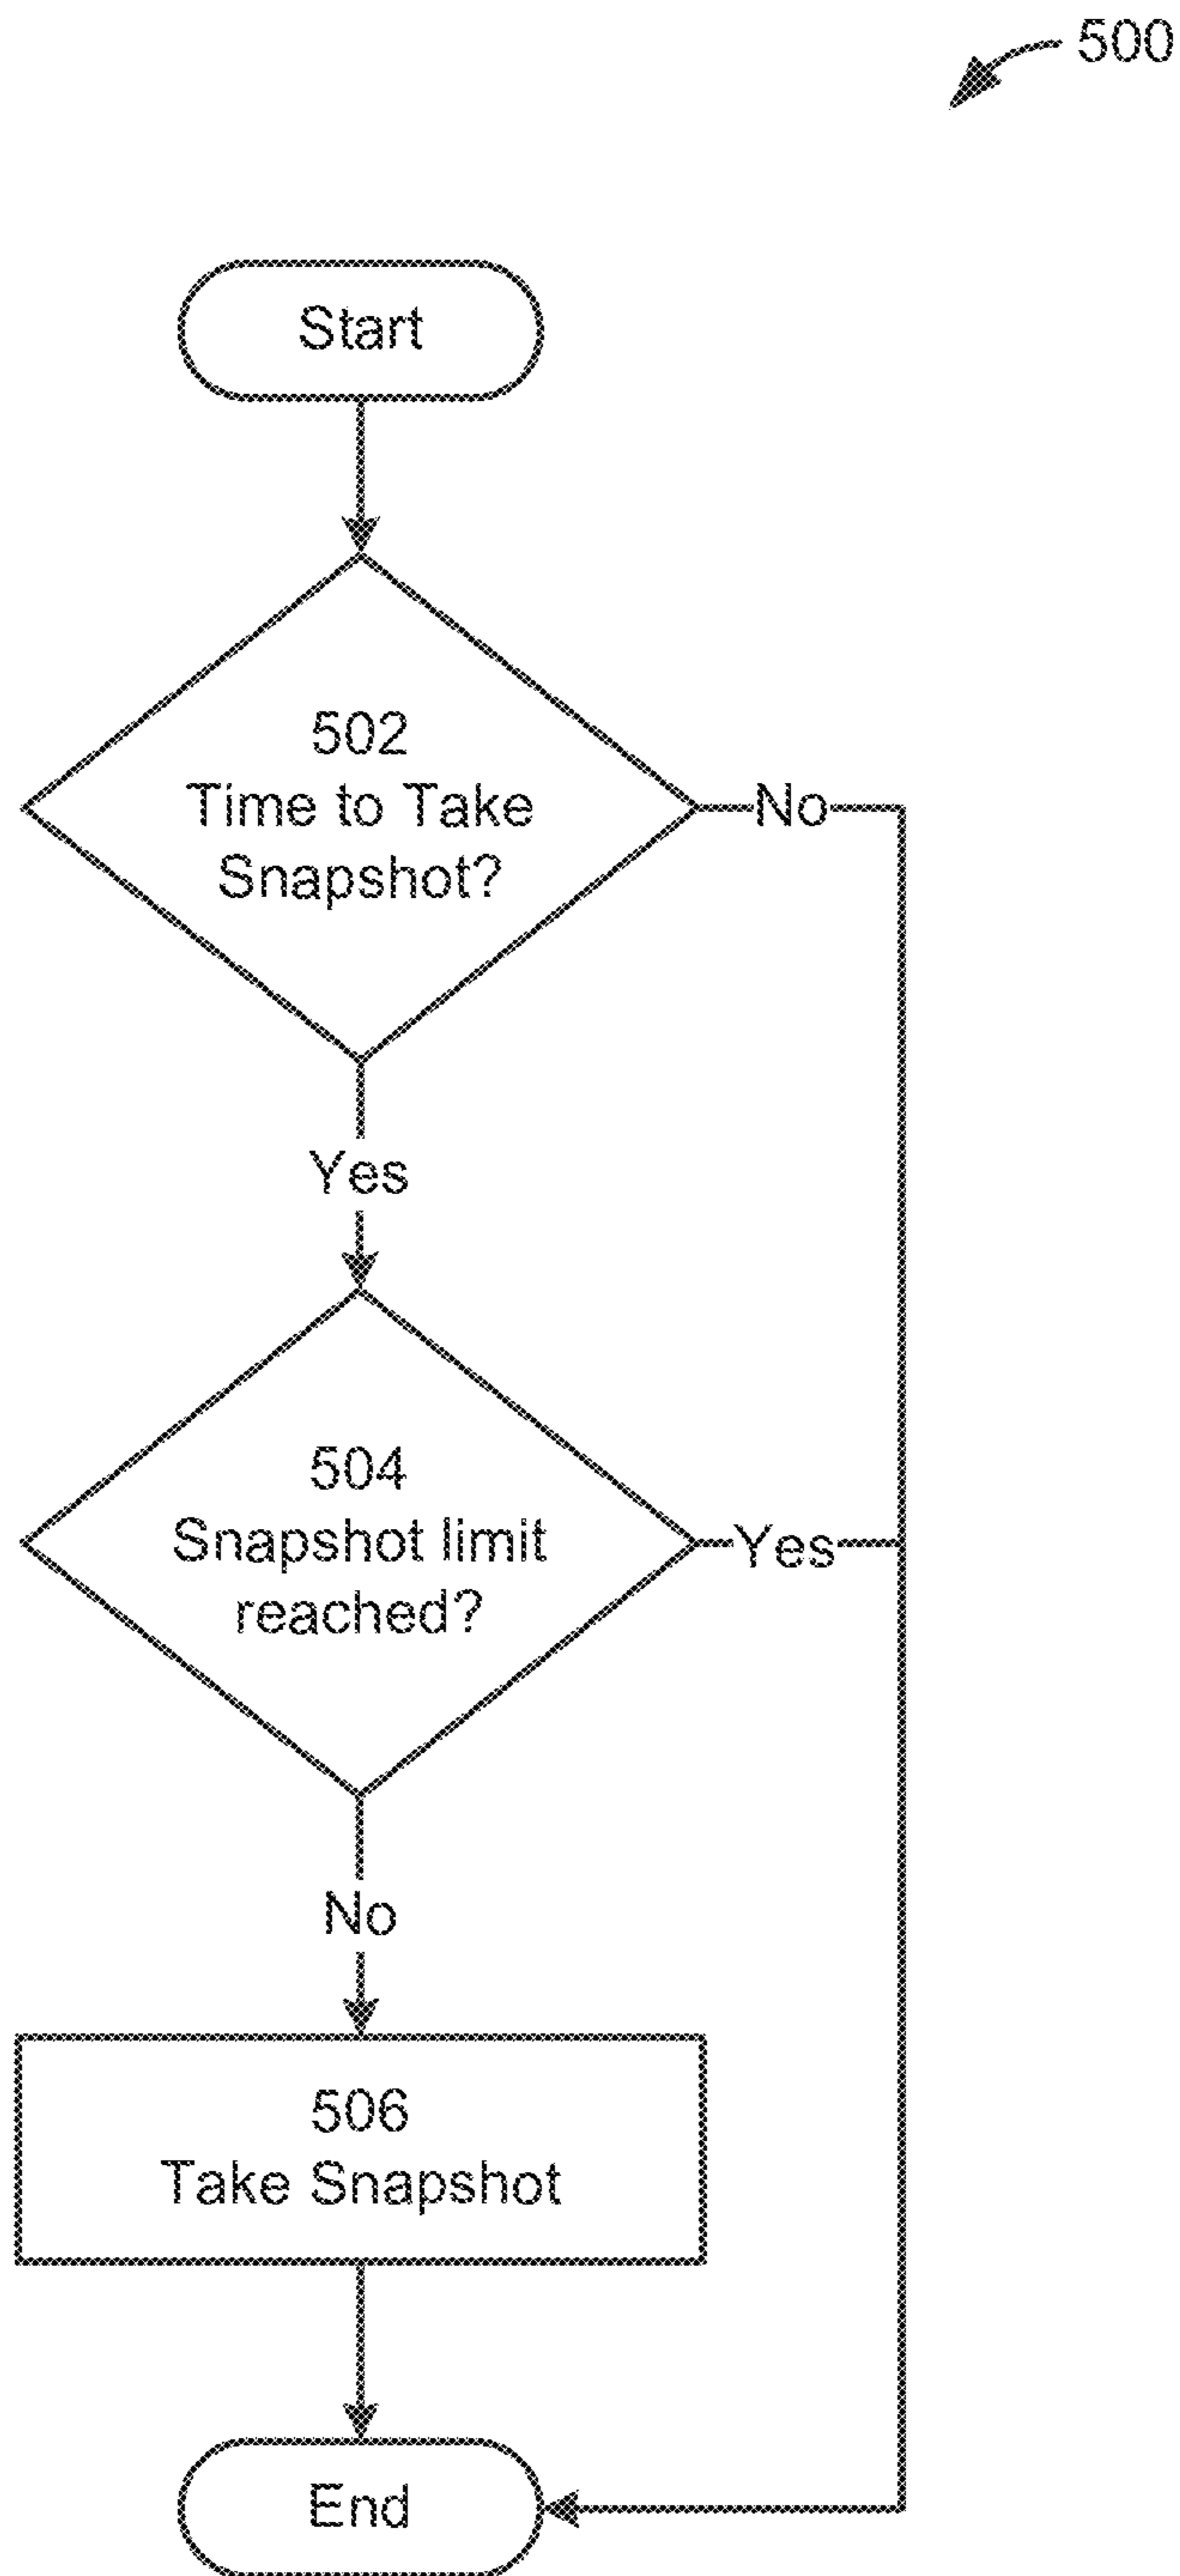 500
Start
502
Time to Take
Snapshot?
No
Yes
504
Snapshot limit
reached?
Yes
No
506
Take Snapshot
End